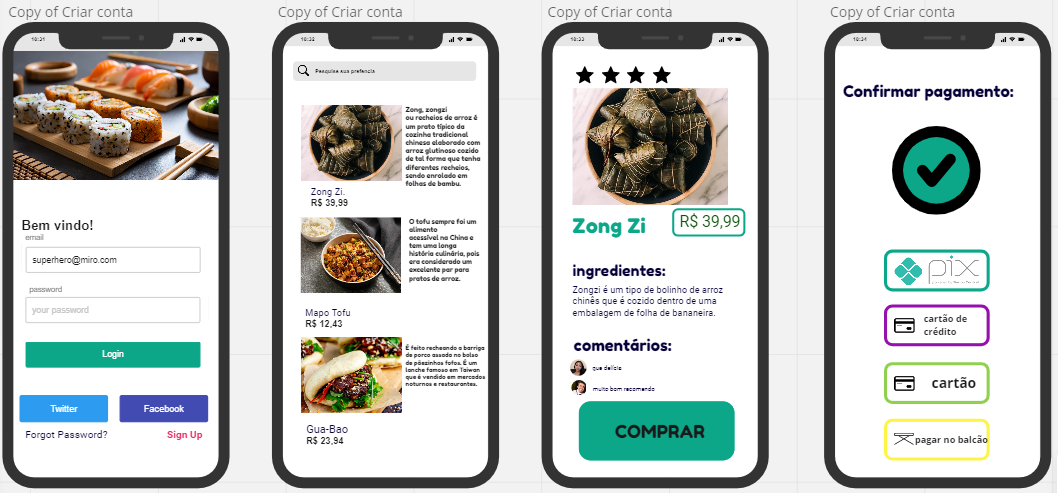 Copy of Criar conta
10:31
Bem vindo!
email
superhero@miro.com
password
your password
Login
Twitter
Facebook
Forgot Password?
Sign Up
Copy of Criar conta
Pesquise sua prefencia
Zong, zongzi
ou recheios de arroz é
um prato típico da
cozinha tradicional
chinesa elaborado com
arroz glutinoso cozido
de tal forma que tenha
diferentes recheios,
sendo enrolado em
folhas de bambu.
Zong Zi.
R$ 39,99
O tofu sempre foi um
alimento
acessível na China e
tem uma longa
história culinária, pois
era considerado um
excelente par para
pratos de arroz.
Mapo Tofu
R$ 12,43
É feito recheando a barriga
de porco assada no bolso
de pãezinhos fofos. É um
lanche famoso em Taiwan
que é vendido em mercados
noturnos e restaurantes.
Gua-Bao
R$ 23,94
Copy of Criar conta
10:33
Zong Zi
R$ 39,99
ingredientes:
Zongzi é um tipo de bolinho de arroz
chinês que é cozido dentro de uma
embalagem de folha de bananeira.
comentários:
que delícia
muito bom recomendo
COMPRAR
Copy of Criar conta
10:34
Confirmar pagamento:
pix
cartão de
crédito
cartão
pagar no balcão